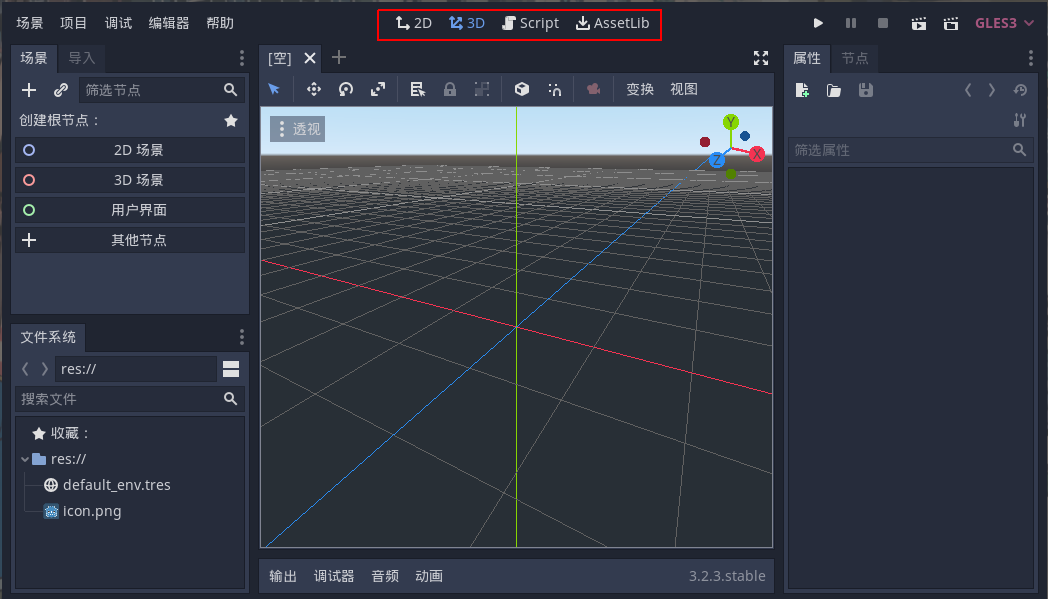 场景 项目 调试 编辑器 帮助 2D 3D Script AssetLib GLES3
场景 导入
筛选节点
创建根节点：
2D 场景
3D 场景
用户界面
其他节点
文件系统
res://
搜索文件
收藏：
res://
default_env.tres
icon.png
[空]
变换 视图
透视
Y
X
Z
输出 调试器 音频 动画 3.2.3.stable
属性 节点
筛选属性